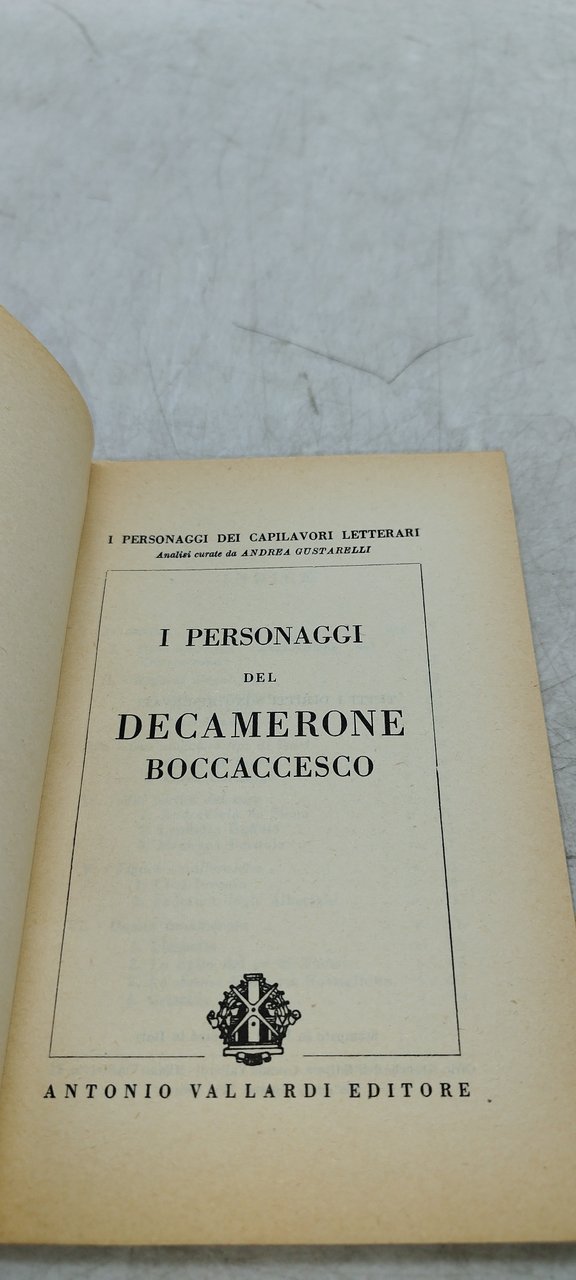 I PERSONAGGI DEI CAPILAVORI LETTERARI
Analisi curate da ANDREA GUSTARELLI
I PERSONAGGI
DEL
DECAMERONE
BOCCACCESCO
ANTONIO VALLARDI EDITORE